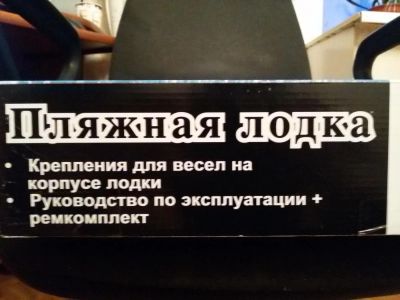 Пляжная лодка
• Крепления для весел на
корпусе лодки
• Руководство по эксплуатации +
ремкомплект